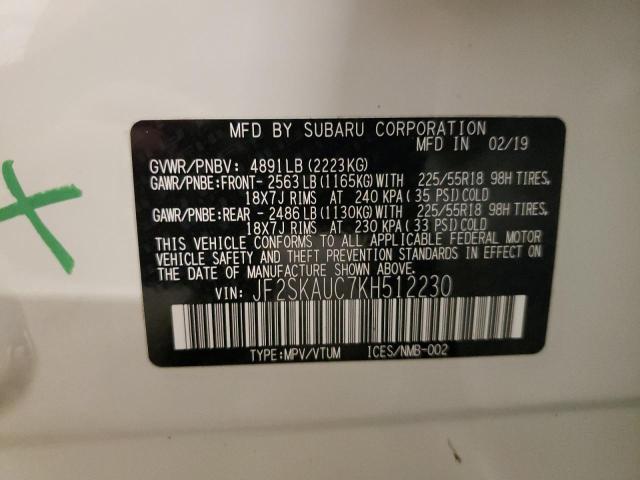 MFD BY SUBARU CORPORATION
MFD IN 02/19
GVWR/PNBV: 4891LB(2223KG)
GAWR/PNBE:FRONT-2563LB(1165KG)WITH 225/55R18 98H TIRES,
18X7J RIMS AT 240 KPA(35 PSI)COLD
GAWR/PNBE:REAR -2486LB(1130KG)WITH 225/55R18 98H TIRES,
18X7J RIMS AT 230 KPA(33 PSI)COLD
THIS VEHICLE CONFORMS TO ALL APPLICABLE FEDERAL MOTOR
VEHICLE SAFETY AND THEFT PREVENTION STANDARDS IN EFFECT ON
THE DATE OF MANUFACTURE SHOWN ABOVE.
VIN: JF2SKAUC7KH512230
TYPE:MPV/VTUM ICES/NMB-002